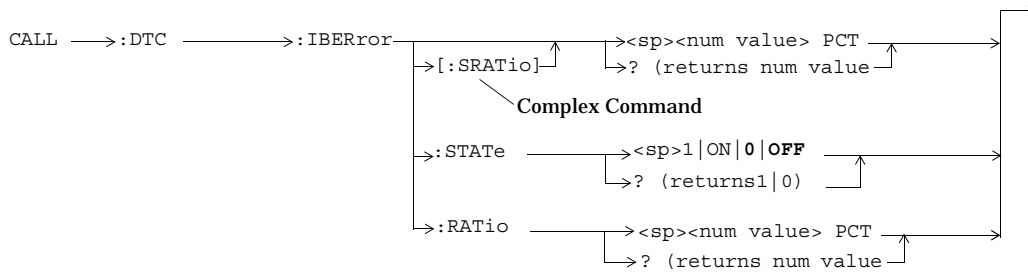 CALL :DTC :IBERror <sp><num value> PCT
[:SRATio] ? (returns num value
Complex Command
:STATe <sp>1|ON|0|OFF
? (returns1|0)
:RATio <sp><num value> PCT
? (returns num value